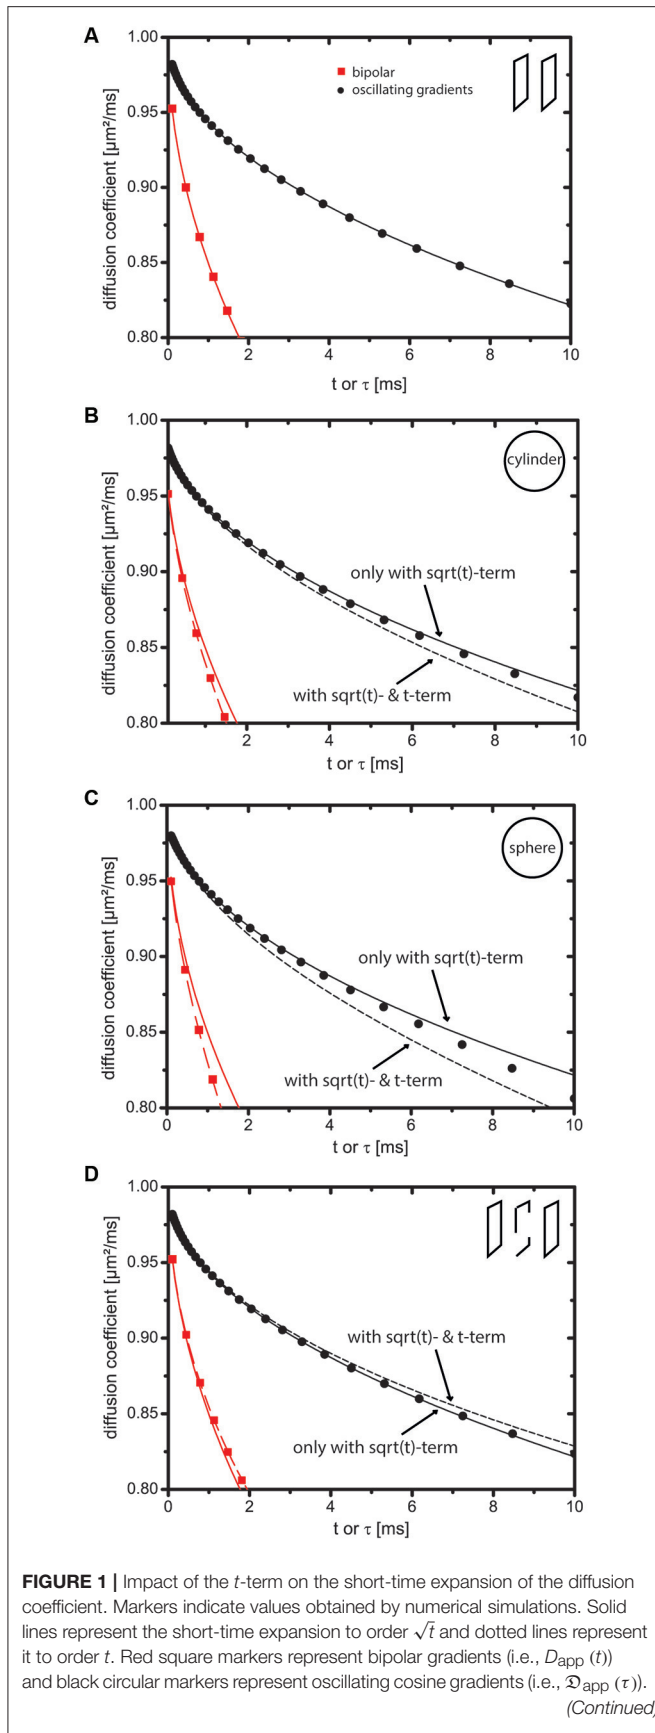 A
1.00
0.95
0.90
0.85
0.80
diffusion coefficient [µm²/ms]
bipolar
oscillating gradients
0 2 4 6 8 10
t or τ [ms]
B
1.00
0.95
0.90
0.85
0.80
diffusion coefficient [µm²/ms]
cylinder
only with sqrt(t)-term
with sqrt(t)- & t-term
2 4 6 8 10
t or τ [ms]
C
1.00
0.95
0.90
0.85
0.80
diffusion coefficient [µm²/ms]
sphere
only with sqrt(t)-term
with sqrt(t)- & t-term
0 2 4 6 8 10
t or τ [ms]
D
1.00
0.95
0.90
0.85
0.80
diffusion coefficient [µm²/ms]
with sqrt(t)- & t-term
only with sqrt(t)-term
0 2 4 6 8 10
t or τ [ms]
FIGURE 1 | Impact of the t-term on the short-time expansion of the diffusion
coefficient. Markers indicate values obtained by numerical simulations. Solid
lines represent the short-time expansion to order √t and dotted lines represent
it to order t. Red square markers represent bipolar gradients (i.e., Dapp (t))
and black circular markers represent oscillating cosine gradients (i.e., 𝔇app (τ)).
(Continued)